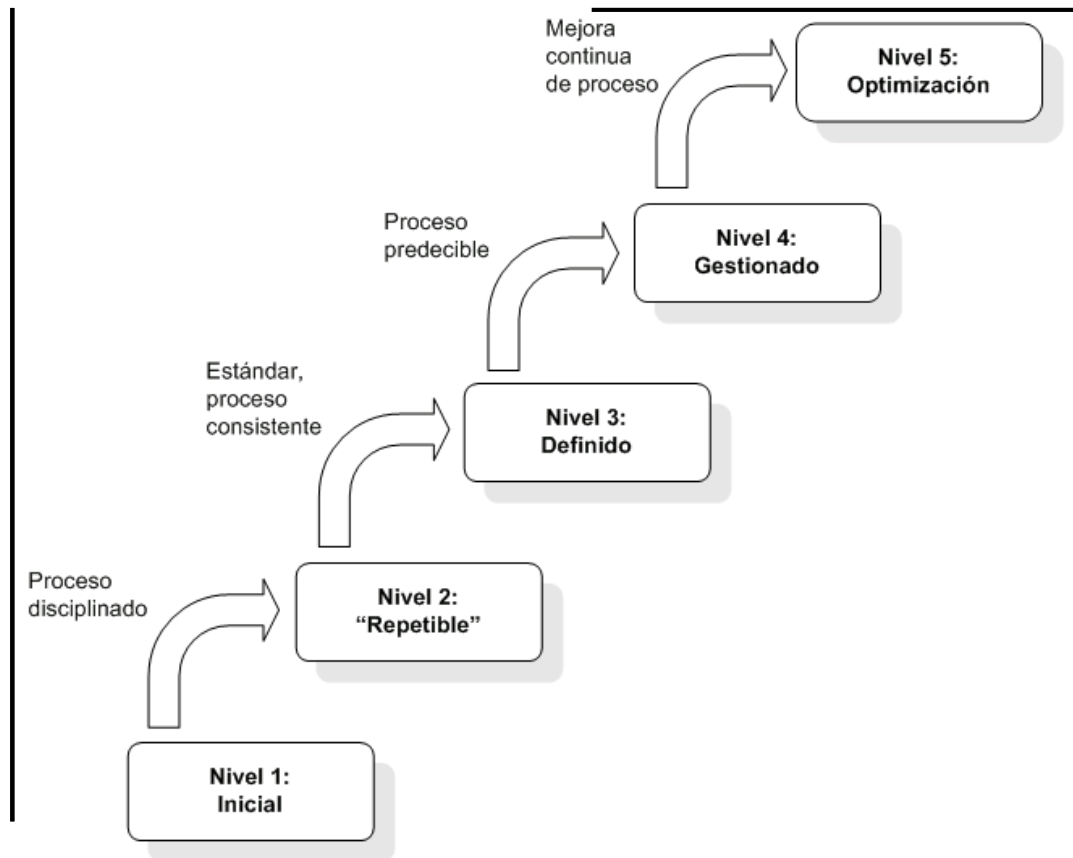 Mejora
continua
de proceso
Nivel 5:
Optimización
Proceso
predecible
Nivel 4:
Gestionado
Estándar,
proceso
consistente
Nivel 3:
Definido
Proceso
disciplinado
Nivel 2:
“Repetible”
Nivel 1:
Inicial